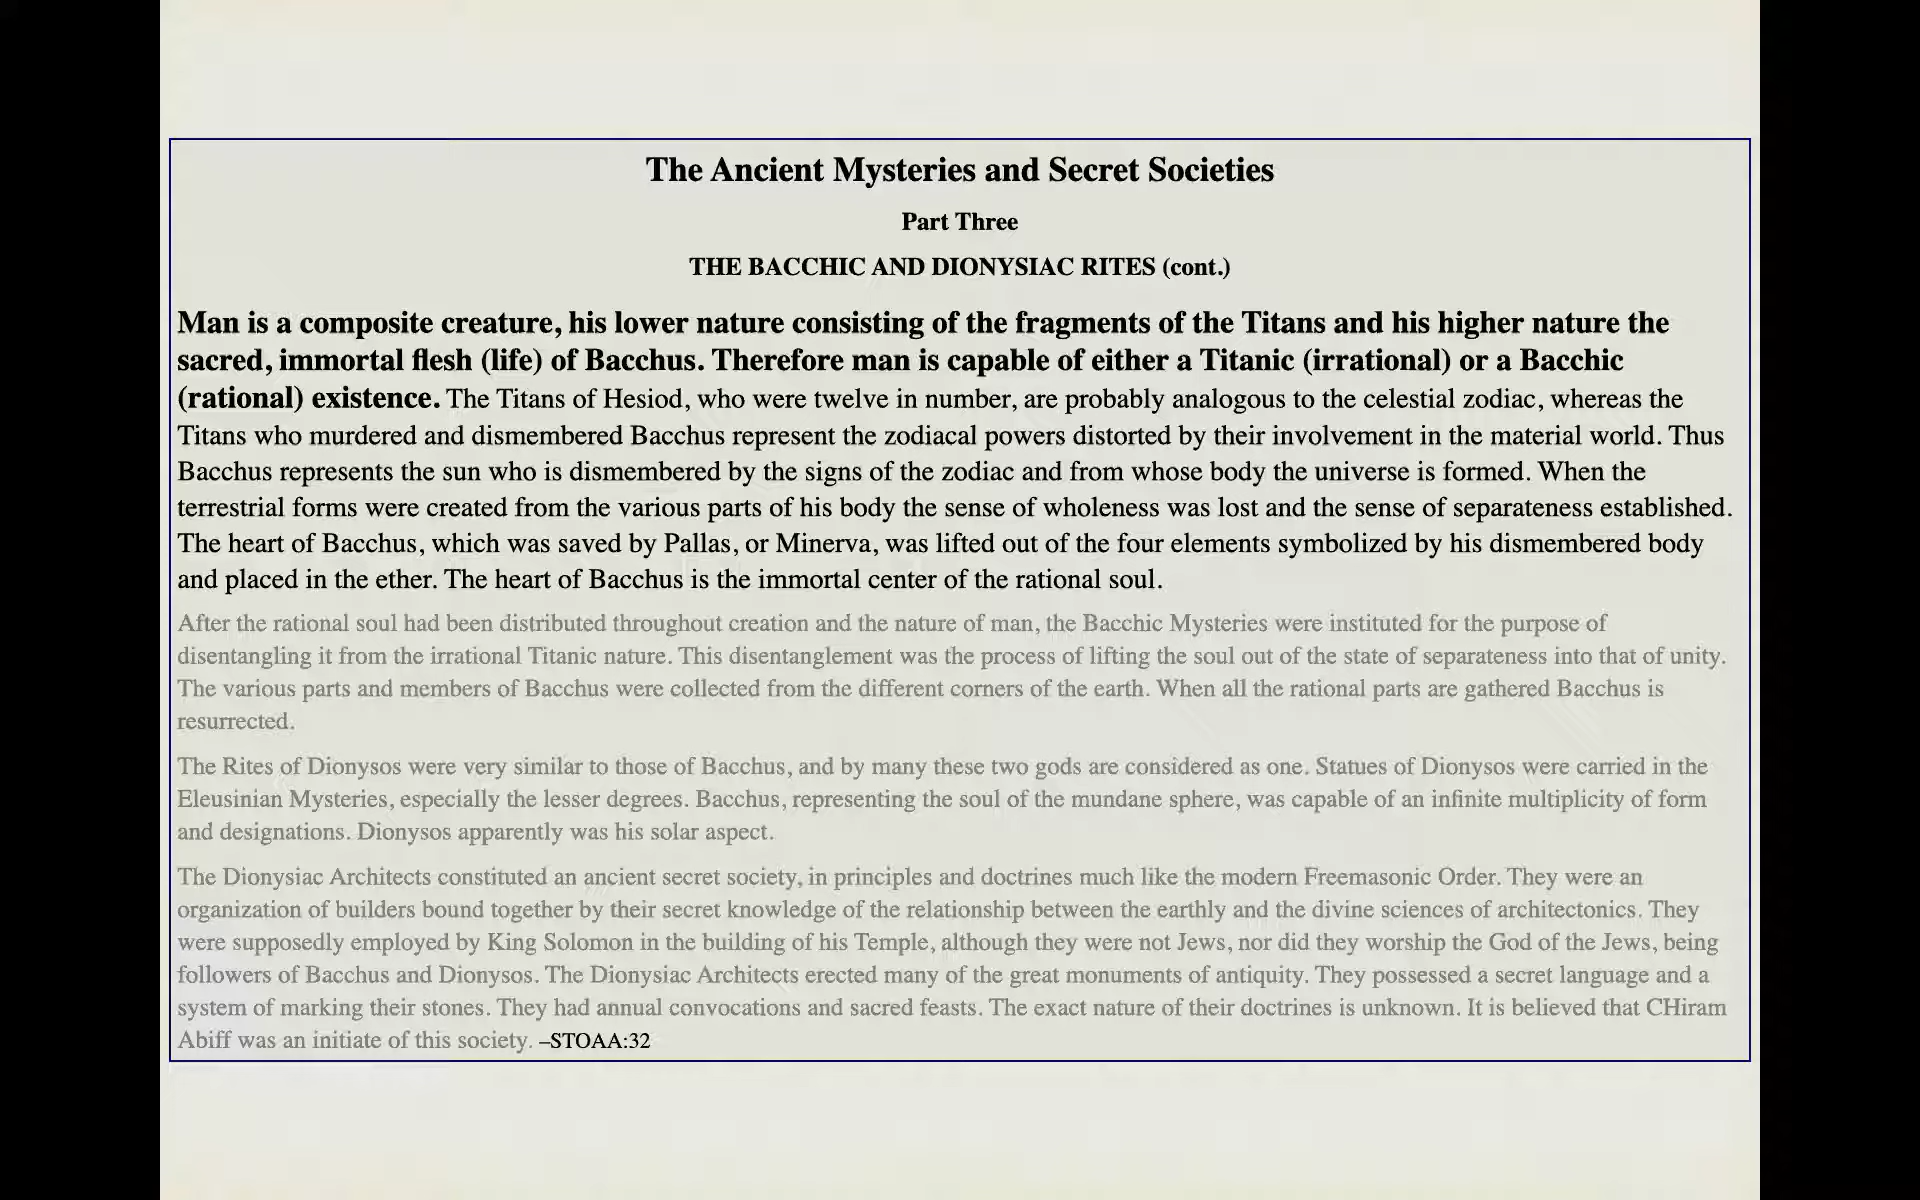 The Ancient Mysteries and Secret Societies
Part Three
THE BACCHIC AND DIONYSIAC RITES (cont.)
Man is a composite creature, his lower nature consisting of the fragments of the Titans and his higher nature the
sacred, immortal flesh (life) of Bacchus. Therefore man is capable of either a Titanic (irrational) or a Bacchic
(rational) existence. The Titans of Hesiod, who were twelve in number, are probably analogous to the celestial zodiac, whereas the
Titans who murdered and dismembered Bacchus represent the zodiacal powers distorted by their involvement in the material world. Thus
Bacchus represents the sun who is dismembered by the signs of the zodiac and from whose body the universe is formed. When the
terrestrial forms were created from the various parts of his body the sense of wholeness was lost and the sense of separateness established.
The heart of Bacchus, which was saved by Pallas, or Minerva, was lifted out of the four elements symbolized by his dismembered body
and placed in the ether. The heart of Bacchus is the immortal center of the rational soul.
After the rational soul had been distributed throughout creation and the nature of man, the Bacchic Mysteries were instituted for the purpose of
disentangling it from the irrational Titanic nature. This disentanglement was the process of lifting the soul out of the state of separateness into that of unity.
The various parts and members of Bacchus were collected from the different corners of the earth. When all the rational parts are gathered Bacchus is
resurrected.
The Rites of Dionysos were very similar to those of Bacchus, and by many these two gods are considered as one. Statues of Dionysos were carried in the
Eleusinian Mysteries, especially the lesser degrees. Bacchus, representing the soul of the mundane sphere, was capable of an infinite multiplicity of form
and designations. Dionysos apparently was his solar aspect.
The Dionysiac Architects constituted an ancient secret society, in principles and doctrines much like the modern Freemasonic Order. They were an
organization of builders bound together by their secret knowledge of the relationship between the earthly and the divine sciences of architectonics. They
were supposedly employed by King Solomon in the building of his Temple, although they were not Jews, nor did they worship the God of the Jews, being
followers of Bacchus and Dionysos. The Dionysiac Architects erected many of the great monuments of antiquity. They possessed a secret language and a
system of marking their stones. They had annual convocations and sacred feasts. The exact nature of their doctrines is unknown. It is believed that CHiram
Abiff was an initiate of this society. –STOAA:32